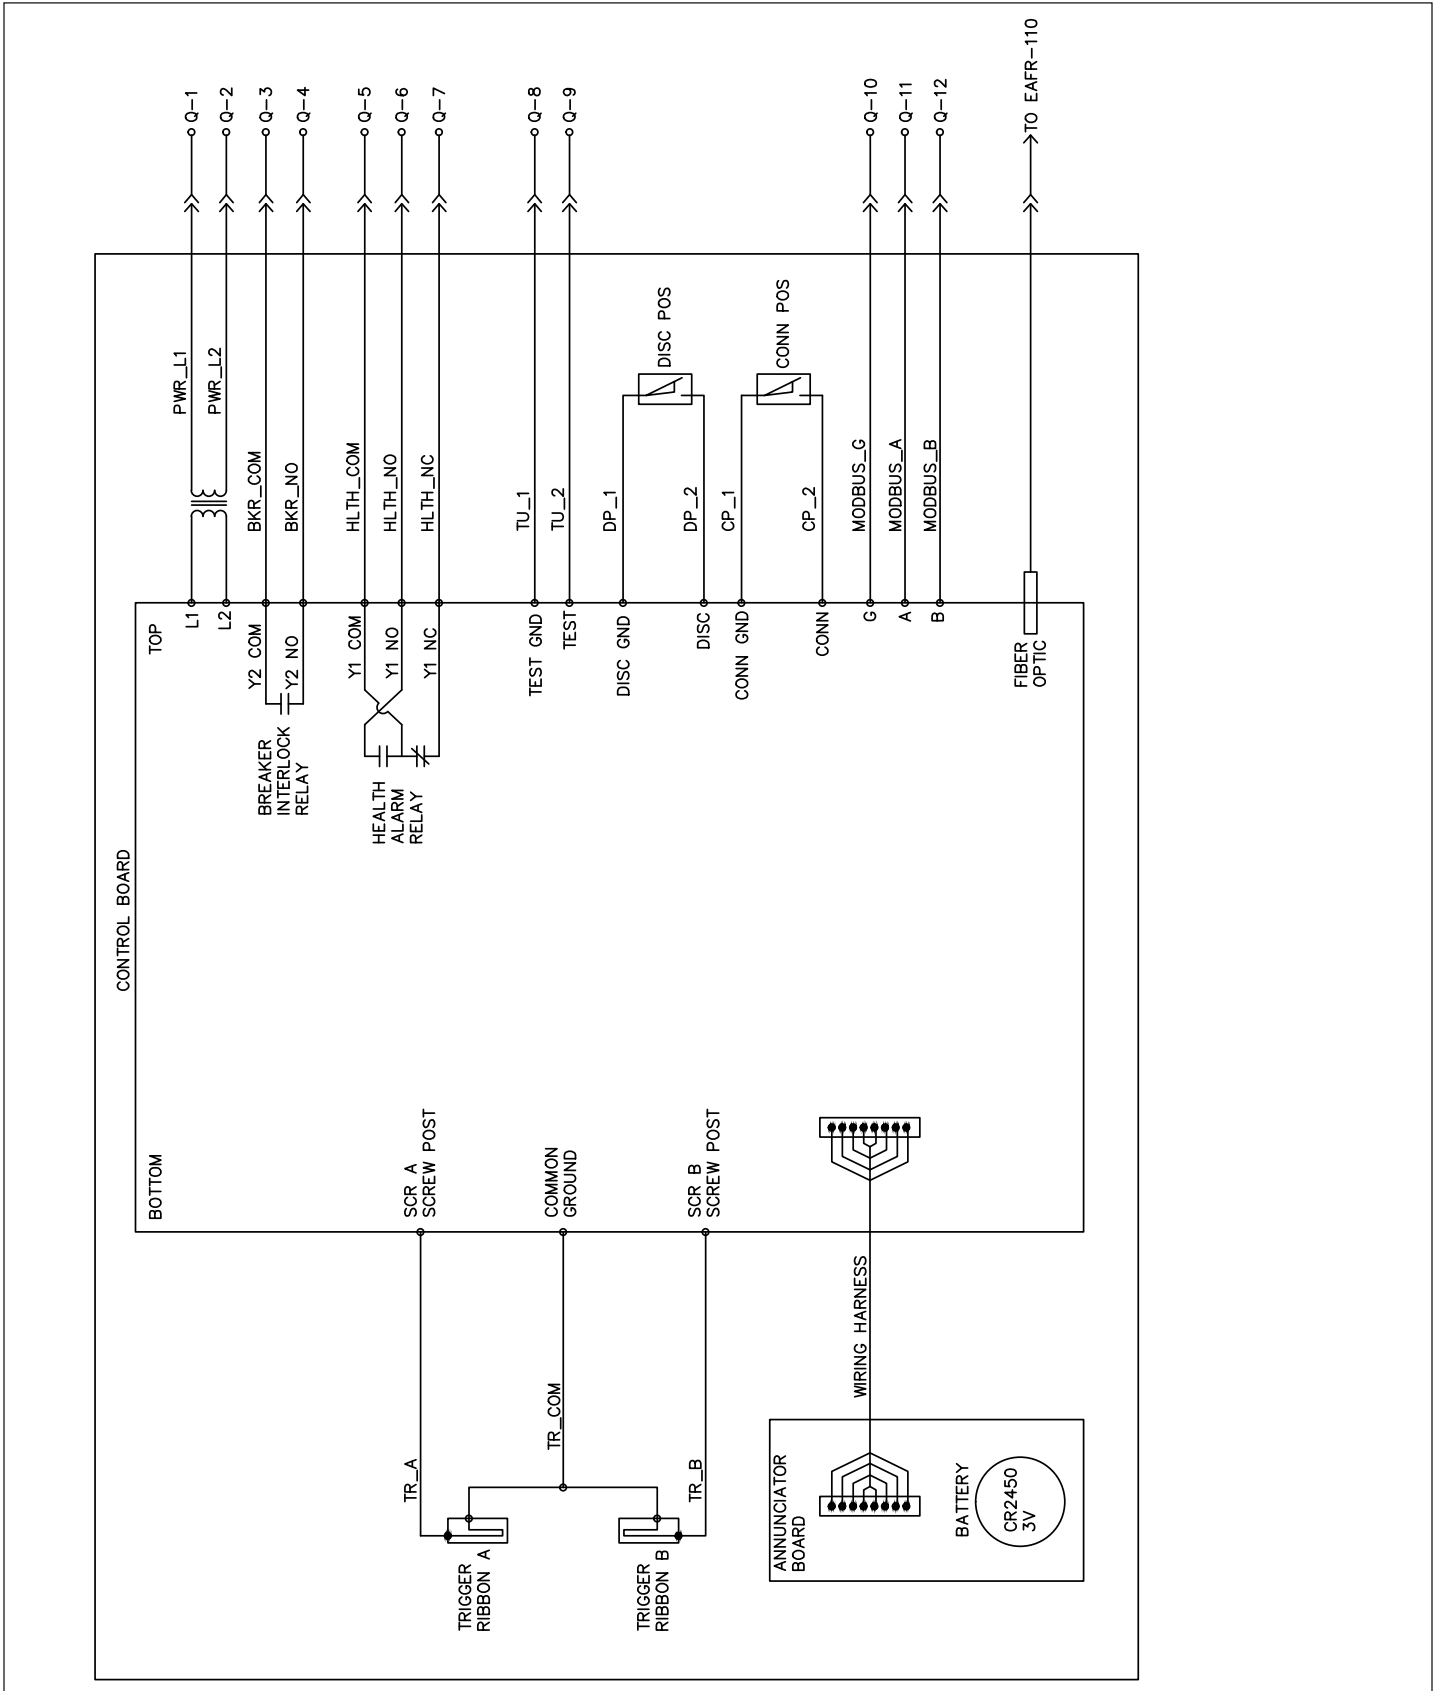 Q-1
Q-2
Q-3
Q-4
Q-5
Q-6
Q-7
Q-8
Q-9
Q-10
Q-11
Q-12
TO EAFR-110
PWR_L1
PWR_L2
BKR_COM
BKR_NO
HLTH_COM
HLTH_NO
HLTH_NC
TU_1
TU_2
DP_1
DISC POS
DP_2
CP_1
CONN POS
CP_2
MODBUS_G
MODBUS_A
MODBUS_B
CONTROL BOARD
TOP
L1
L2
Y2 COM
Y2 NO
Y1 COM
Y1 NO
Y1 NC
TEST GND
TEST
DISC GND
DISC
CONN GND
CONN
G
A
B
FIBER
OPTIC
BREAKER
INTERLOCK
RELAY
HEALTH
ALARM
RELAY
BOTTOM
SCR A
SCREW POST
COMMON
GROUND
SCR B
SCREW POST
TR_A
TR_COM
TR_B
WIRING HARNESS
TRIGGER
RIBBON A
TRIGGER
RIBBON B
ANNUNCIATOR
BOARD
BATTERY
CR2450
3V